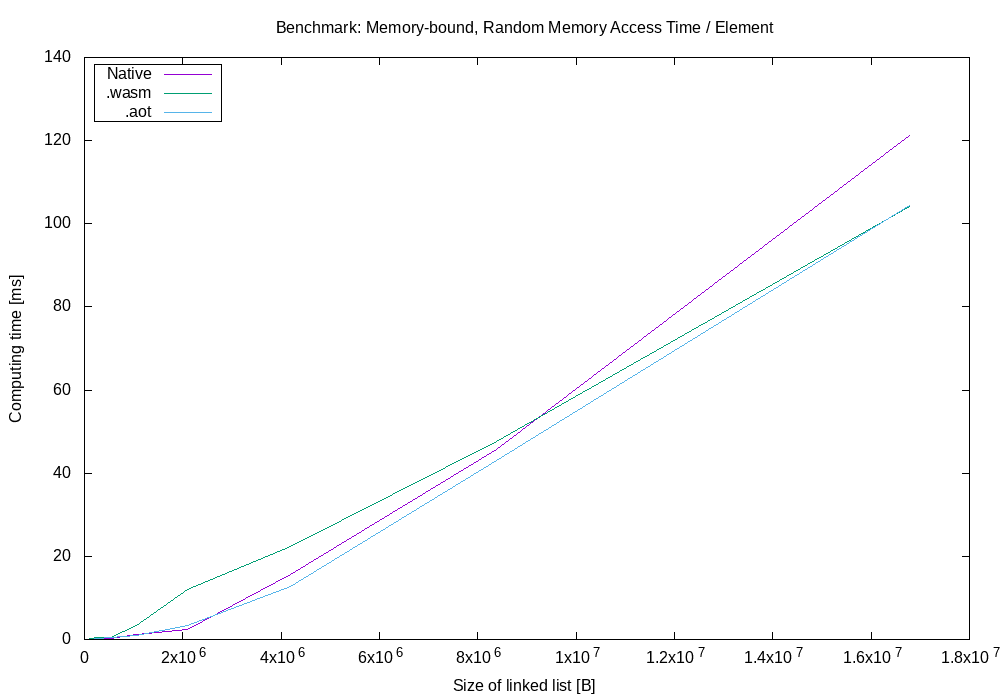 Benchmark: Memory-bound, Random Memory Access Time / Element
140
120
100
80
60
40
20
0
Native
.wasm
.aot
Computing time [ms]
0 2x10^6 4x10^6 6x10^6 8x10^6 1x10^7 1.2x10^7 1.4x10^7 1.6x10^7 1.8x10^7
Size of linked list [B]